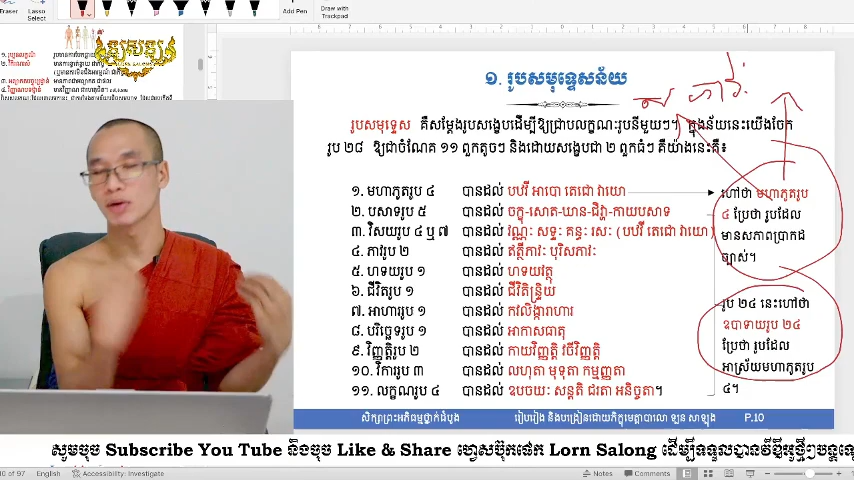 Eraser
Lasso Select
Add Pen
Draw with Trackpad
១. រូបសមុទ្ទេសន័យ
រូបសមុទ្ទេស គឺសម្ដែងរូបសង្ខេបដើម្បីឱ្យជ្រាបលក្ខណៈរូបនីមួយៗ។ ក្នុងន័យនេះយើងចែក
រូប ២៨ ឱ្យជាចំណែក ១១ ពួកតូចៗ និងដោយសង្ខេបជា ២ ពួកធំៗ គឺយ៉ាងនេះគឺ៖
១. មហាភូតរូប ៤ បានដល់ បឋវី អាបោ តេជោ វាយោ
២. បសាទរូប ៥ បានដល់ ចក្ខុ-សោត-ឃាន-ជិវ្ហា-កាយបសាទ
៣. វិសយរូប ៤ ឬ ៧ បានដល់ វណ្ណៈ សទ្ទៈ គន្ធៈ រសៈ (បឋវី តេជោ វាយោ)
៤. ភាវរូប ២ បានដល់ ឥត្ថីភាវៈ បុរិសភាវៈ
៥. ហទយរូប ១ បានដល់ ហទយវត្ថុ
៦. ជីវិតរូប ១ បានដល់ ជីវិតិន្ទ្រិយ
៧. អាហាររូប ១ បានដល់ កវលិង្ការាហារ
៨. បរិច្ឆេទរូប ១ បានដល់ អាកាសធាតុ
៩. វិញ្ញត្តិរូប ២ បានដល់ កាយវិញ្ញត្តិ វចីវិញ្ញត្តិ
១០. វិការរូប ៣ បានដល់ លហុតា មុទុតា កម្មញ្ញតា
១១. លក្ខណរូប ៤ បានដល់ ឧបចយៈ សន្តតិ ជរតា អនិច្ចតា។
ហៅថា មហាភូតរូប
៤ ប្រែថា រូបដែល
មានសភាពប្រាកដ
ច្បាស់។
រូប ២៤ នេះហៅថា
ឧបាទាយរូប ២៤
ប្រែថា រូបដែល
អាស្រ័យមហាភូតរូប
៤។
សិក្សាព្រះអភិធម្មថ្នាក់ដំបូង រៀបរៀង និងបង្រៀនដោយភិក្ខុមេត្តាបាលោ ឡន សាឡុង P.10
សូមចុច Subscribe You Tube និងចុច Like & Share ហ្វេសប៊ុកផេក Lorn Salong ដើម្បីទទួលបានវីឌីអូថ្មីៗបន្តទៀត
of 97 English Accessibility: Investigate Notes Comments